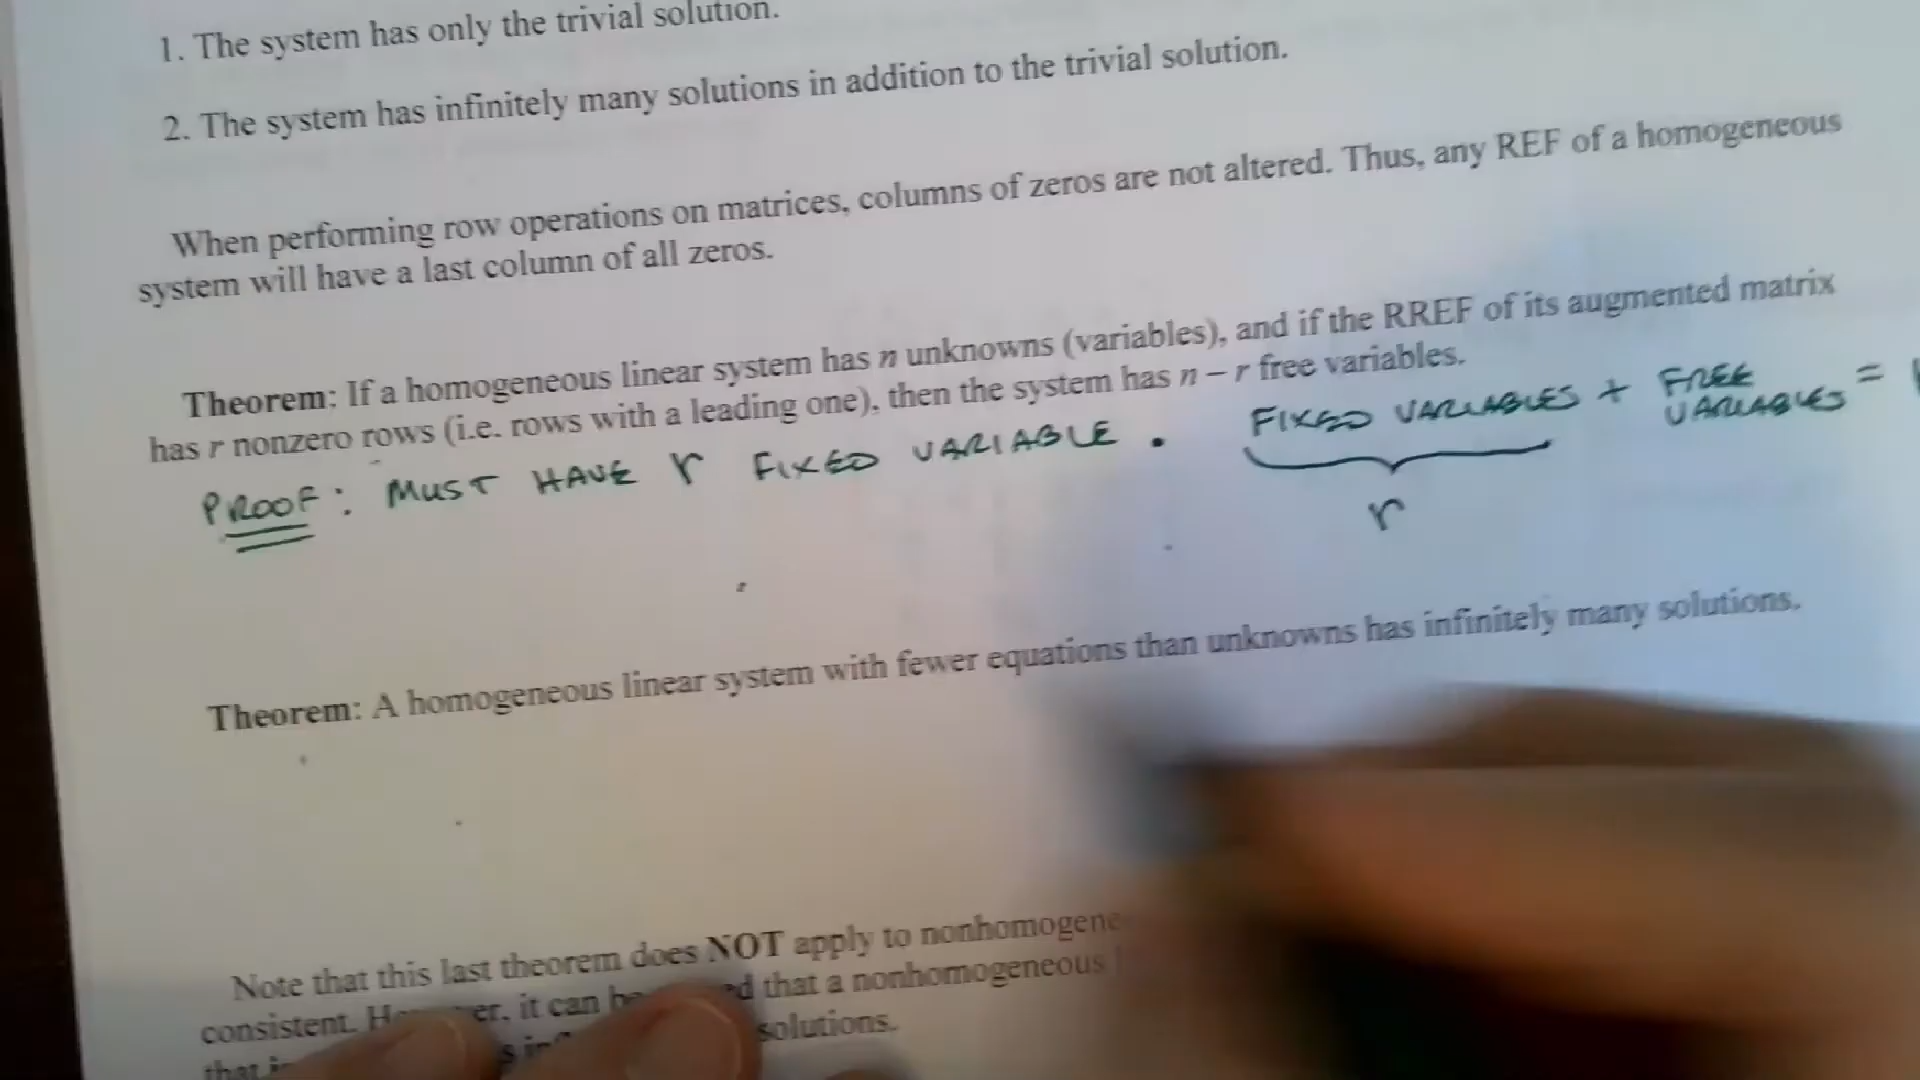 1. The system has only the trivial solution.
2. The system has infinitely many solutions in addition to the trivial solution.
When performing row operations on matrices, columns of zeros are not altered. Thus, any REF of a homogeneous
system will have a last column of all zeros.
Theorem: If a homogeneous linear system has n unknowns (variables), and if the RREF of its augmented matrix
has r nonzero rows (i.e. rows with a leading one), then the system has n – r free variables.
PROOF: MUST HAVE r FIXED VARIABLE. FIXED VARIABLES + FREE VARIABLES =
r
Theorem: A homogeneous linear system with fewer equations than unknowns has infinitely many solutions.
Note that this last theorem does NOT apply to
consistent. it can that a nonhomogeneous
solutions.